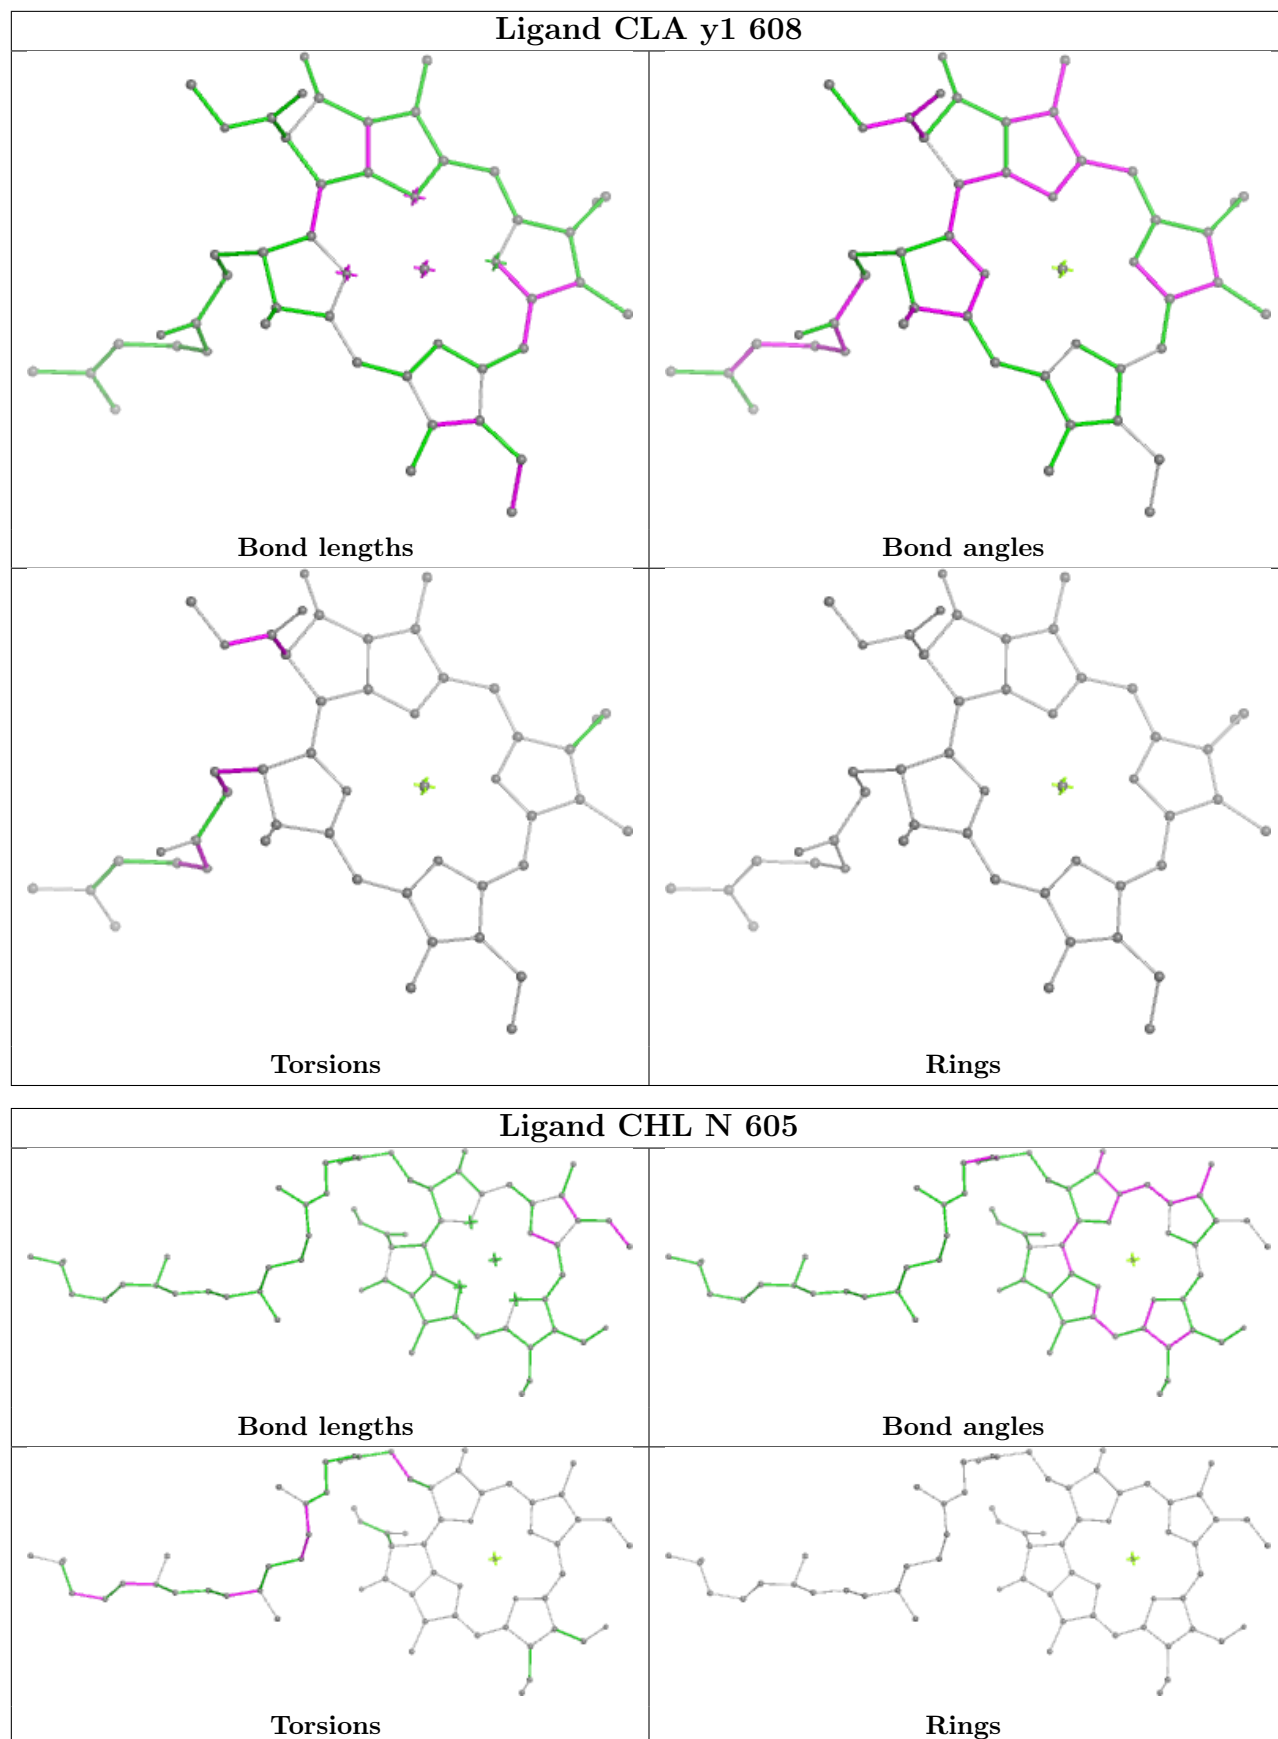 Ligand CLA y1 608
Bond lengths
Bond angles
Torsions
Rings
Ligand CHL N 605
Bond lengths
Bond angles
Torsions
Rings